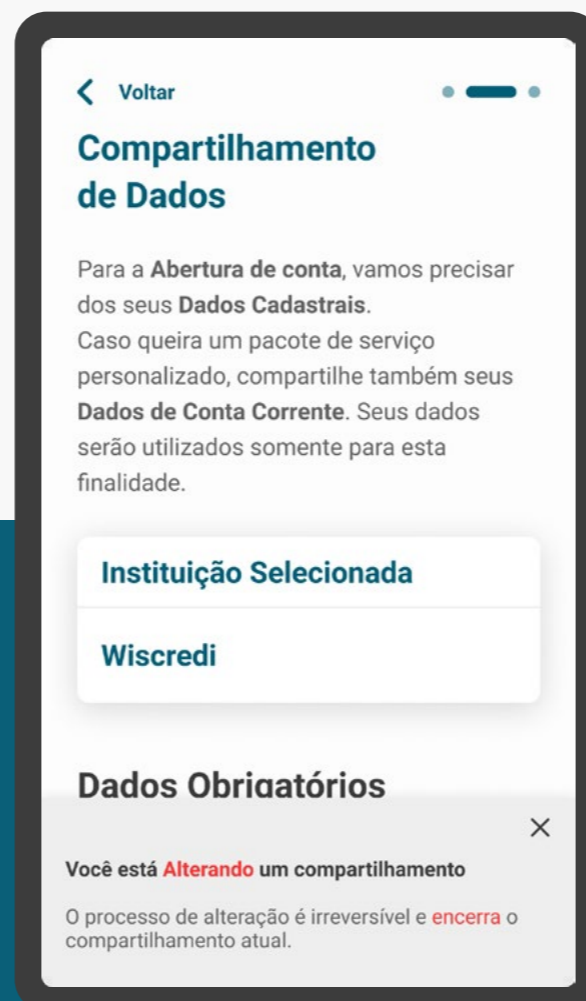 Voltar
Compartilhamento
de Dados
Para a Abertura de conta, vamos precisar
dos seus Dados Cadastrais.
Caso queira um pacote de serviço
personalizado, compartilhe também seus
Dados de Conta Corrente. Seus dados
serão utilizados somente para esta
finalidade.
Instituição Selecionada
Wiscredi
Dados Obrigatórios
Você está Alterando um compartilhamento
O processo de alteração é irreversível e encerra o
compartilhamento atual.